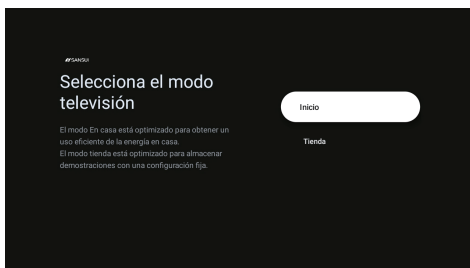 SANSUI
Selecciona el modo
televisión
El modo En casa está optimizado para obtener un
uso eficiente de la energía en casa.
El modo tienda está optimizado para almacenar
demostraciones con una configuración fija.
Inicio
Tienda